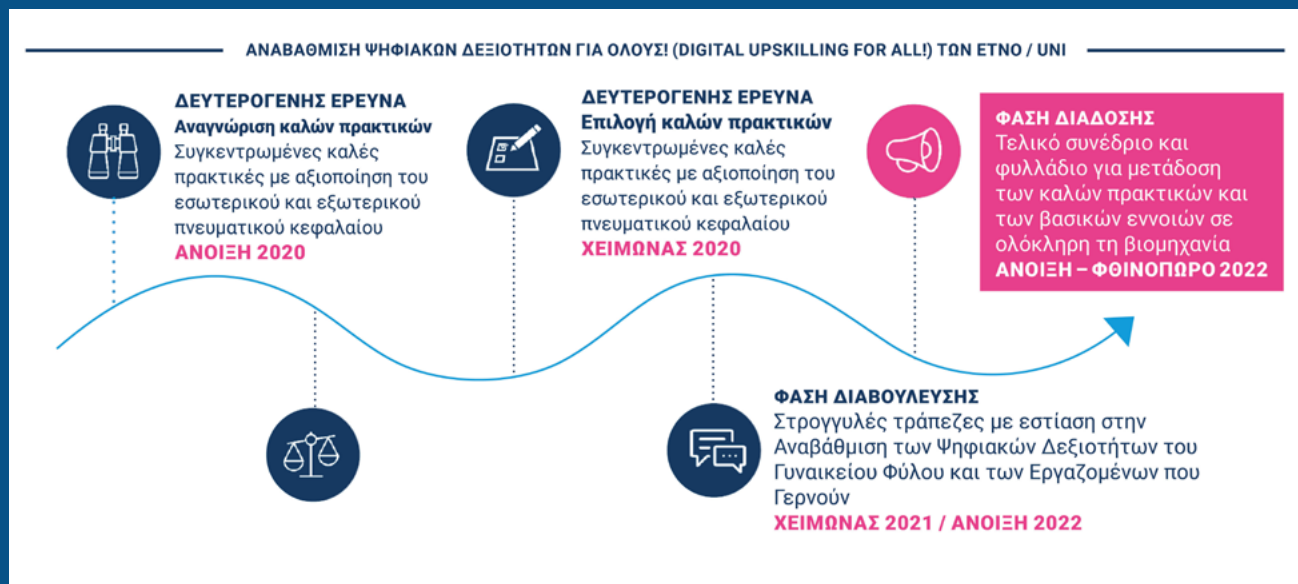 ΑΝΑΒΑΘΜΙΣΗ ΨΗΦΙΑΚΩΝ ΔΕΞΙΟΤΗΤΩΝ ΓΙΑ ΟΛΟΥΣ! (DIGITAL UPSKILLING FOR ALL!) ΤΩΝ ETNO / UNI
ΔΕΥΤΕΡΟΓΕΝΗΣ ΕΡΕΥΝΑ
Αναγνώριση καλών πρακτικών
Συγκεντρωμένες καλές
πρακτικές με αξιοποίηση του
εσωτερικού και εξωτερικού
πνευματικού κεφαλαίου
ΑΝΟΙΞΗ 2020
ΔΕΥΤΕΡΟΓΕΝΗΣ ΕΡΕΥΝΑ
Επιλογή καλών πρακτικών
Συγκεντρωμένες καλές
πρακτικές με αξιοποίηση του
εσωτερικού και εξωτερικού
πνευματικού κεφαλαίου
ΧΕΙΜΩΝΑΣ 2020
ΦΑΣΗ ΔΙΑΔΟΣΗΣ
Τελικό συνέδριο και
φυλλάδιο για μετάδοση
των καλών πρακτικών και
των βασικών εννοιών σε
ολόκληρη τη βιομηχανία
ΑΝΟΙΞΗ – ΦΘΙΝΟΠΩΡΟ 2022
ΦΑΣΗ ΔΙΑΒΟΥΛΕΥΣΗΣ
Στρογγυλές τράπεζες με εστίαση στην
Αναβάθμιση των Ψηφιακών Δεξιοτήτων του
Γυναικείου Φύλου και των Εργαζομένων που
Γερνούν
ΧΕΙΜΩΝΑΣ 2021 / ΑΝΟΙΞΗ 2022